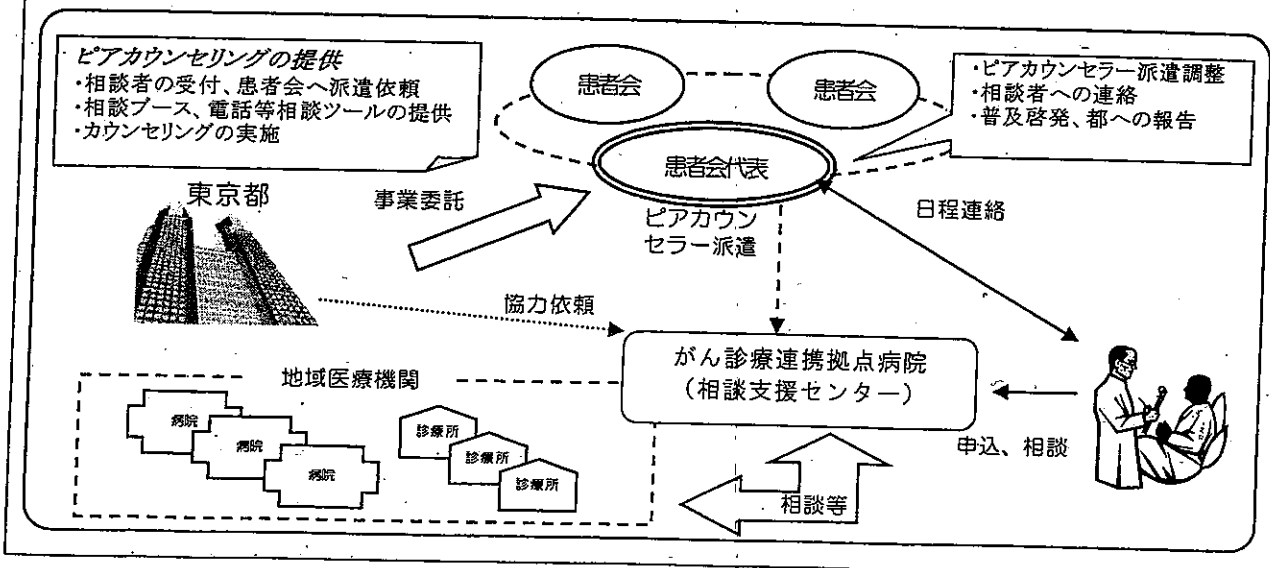 ピアカウンセリングの提供
・相談者の受付、患者会へ派遣依頼
・相談ブース、電話等相談ツールの提供
・カウンセリングの実施
患者会
患者会
・ピアカウンセラー派遣調整
・相談者への連絡
・普及啓発、都への報告
患者会代表
東京都
事業委託
ピアカウン
セラー派遣
日程連絡
協力依頼
がん診療連携拠点病院
（相談支援センター）
地域医療機関
病院
病院
病院
診療所
診療所
診療所
申込、相談
相談等